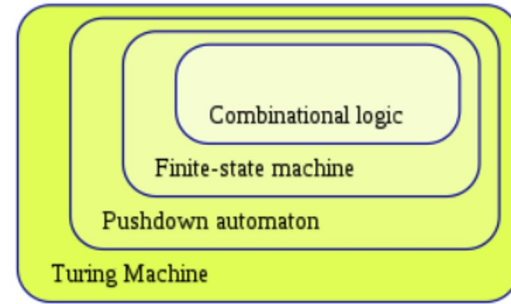 Combinational logic
Finite-state machine
Pushdown automaton
Turing Machine